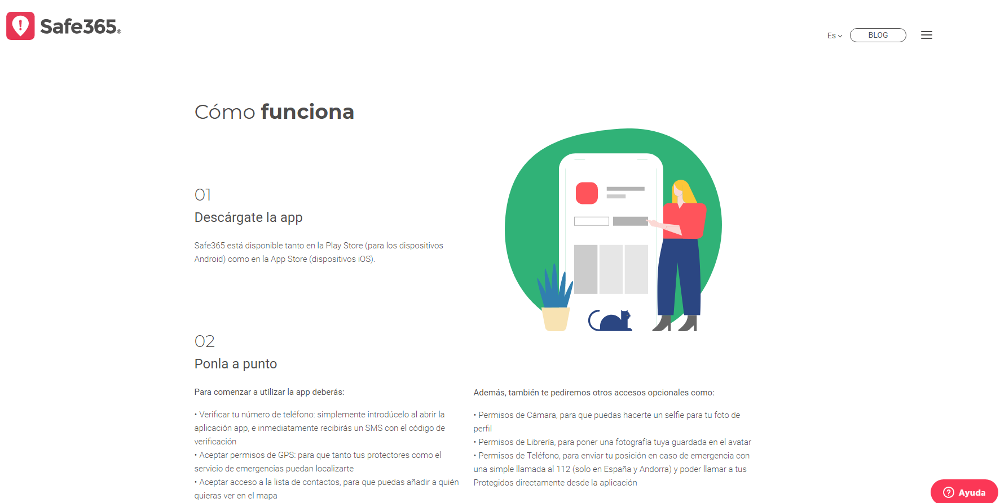 Safe365®
Es
BLOG
Cómo funciona
01
Descárgate la app
Safe365 está disponible tanto en la Play Store (para los dispositivos
Android) como en la App Store (dispositivos iOS).
02
Ponla a punto
Para comenzar a utilizar la app deberás:
• Verificar tu número de teléfono: simplemente introdúcelo al abrir la
aplicación app, e inmediatamente recibirás un SMS con el código de
verificación
• Aceptar permisos de GPS: para que tanto tus protectores como el
servicio de emergencias puedan localizarte
• Aceptar acceso a la lista de contactos, para que puedas añadir a quién
quieras ver en el mapa
Además, también te pediremos otros accesos opcionales como:
• Permisos de Cámara, para que puedas hacerte un selfie para tu foto de
perfil
• Permisos de Librería, para poner una fotografía tuya guardada en el avatar
• Permisos de Teléfono, para enviar tu posición en caso de emergencia con
una simple llamada al 112 (solo en España y Andorra) y poder llamar a tus
Protegidos directamente desde la aplicación
Ayuda